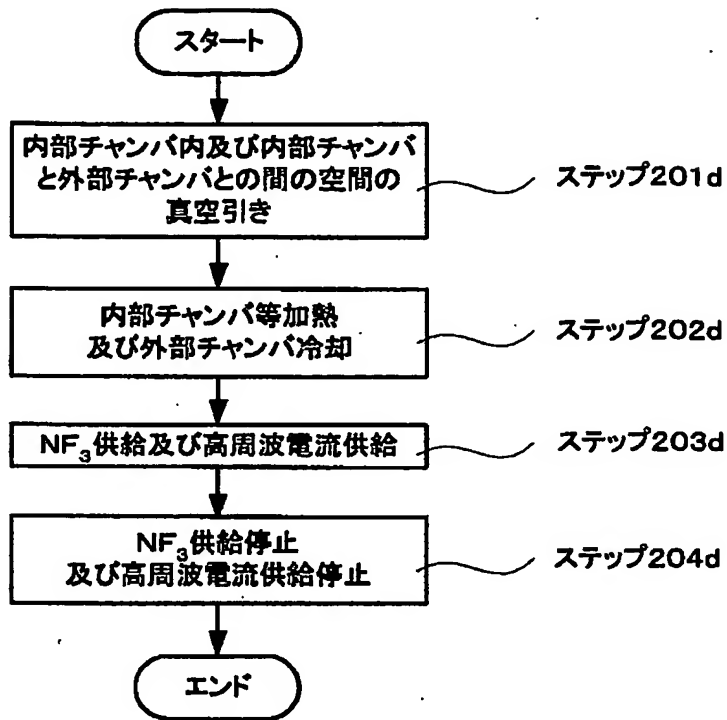 スタート
内部チャンバ内及び内部チャンバ
と外部チャンバとの間の空間の
真空引き
ステップ201d
内部チャンバ等加熱
及び外部チャンバ冷却
ステップ202d
NF₃供給及び高周波電流供給
ステップ203d
NF₃供給停止
及び高周波電流供給停止
ステップ204d
エンド